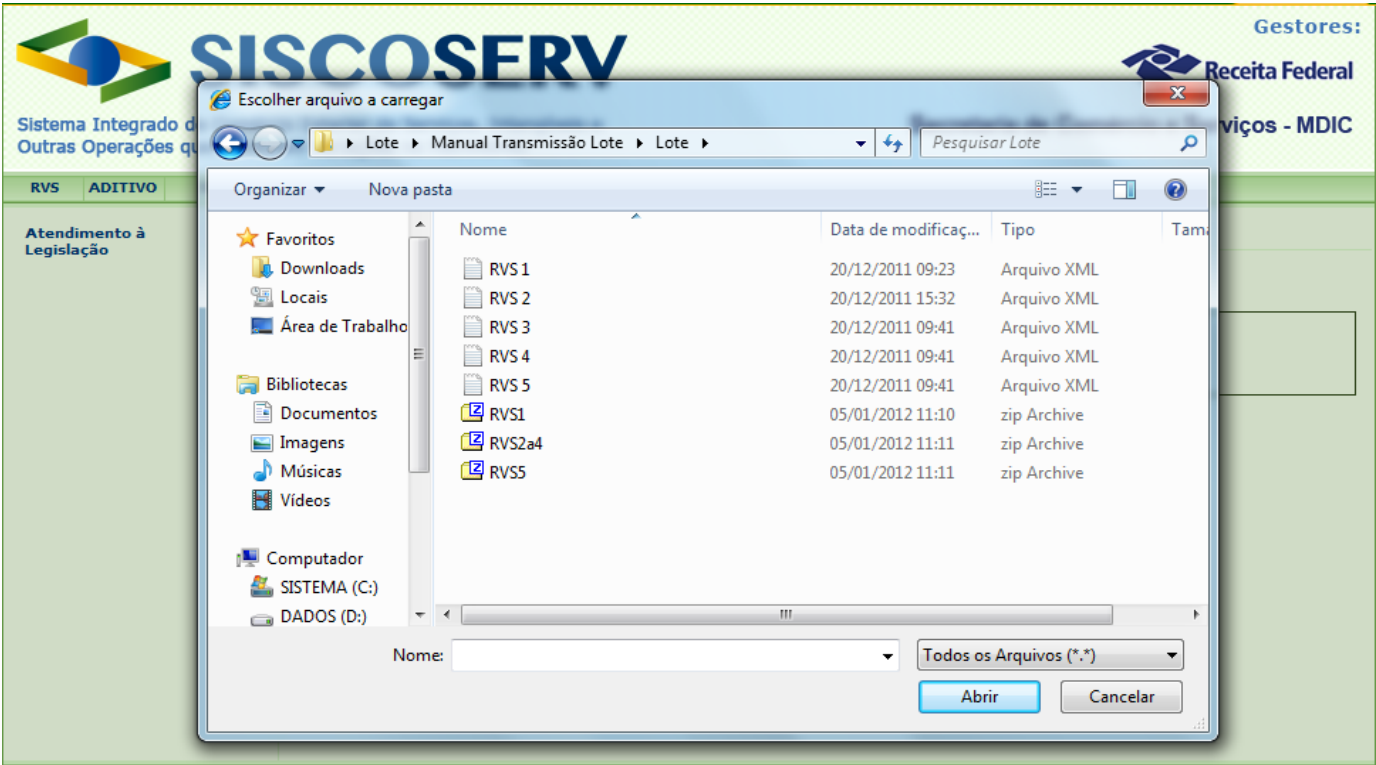 Gestores:
SISCOSERV
Receita Federal
Escolher arquivo a carregar
Sistema Integrado d
Outras Operações qu
viços - MDIC
Lote Manual Transmissão Lote Lote
Pesquisar Lote
RVS ADITIVO
Organizar Nova pasta
Atendimento à
Legislação
Nome Data de modificaç... Tipo Tama
Favoritos
Downloads
Locais
Área de Trabalho
Bibliotecas
Documentos
Imagens
Músicas
Vídeos
Computador
SISTEMA (C:)
DADOS (D:)
RVS 1 20/12/2011 09:23 Arquivo XML
RVS 2 20/12/2011 15:32 Arquivo XML
RVS 3 20/12/2011 09:41 Arquivo XML
RVS 4 20/12/2011 09:41 Arquivo XML
RVS 5 20/12/2011 09:41 Arquivo XML
RVS1 05/01/2012 11:10 zip Archive
RVS2a4 05/01/2012 11:11 zip Archive
RVS5 05/01/2012 11:11 zip Archive
Nome: Todos os Arquivos (*.*)
Abrir Cancelar